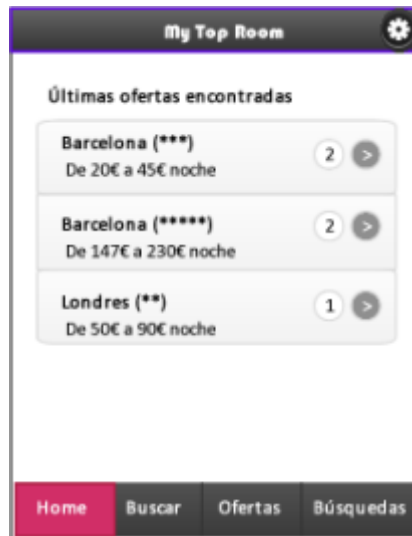 My Top Room
Últimas ofertas encontradas
Barcelona (***)
2 >
De 20€ a 45€ noche
Barcelona (*****)
2 >
De 147€ a 230€ noche
Londres (**)
1 >
De 50€ a 90€ noche
Home Buscar Ofertas Búsquedas